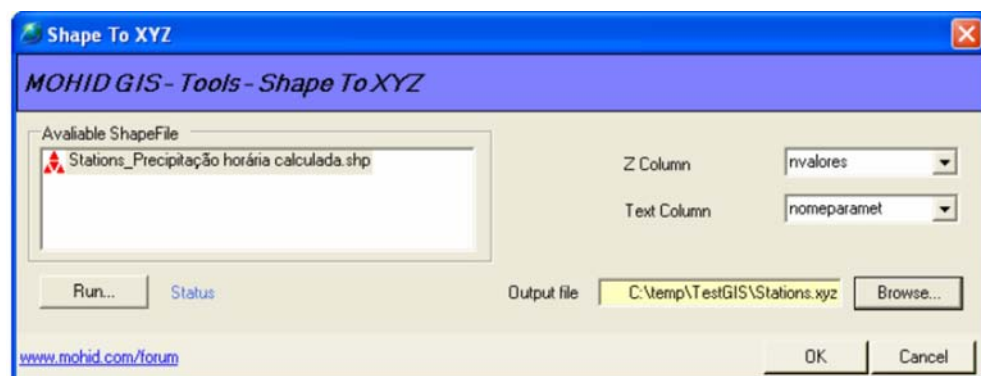 Shape To XYZ
MOHID GIS - Tools - Shape To XYZ
Avaliable ShapeFile
Stations_Precipitação horária calculada.shp
Z Column
nvalores
Text Column
nomeparamet
Run...
Status
Output file
C:\temp\TestGIS\Stations.xyz
Browse...
www.mohid.com/forum
OK
Cancel